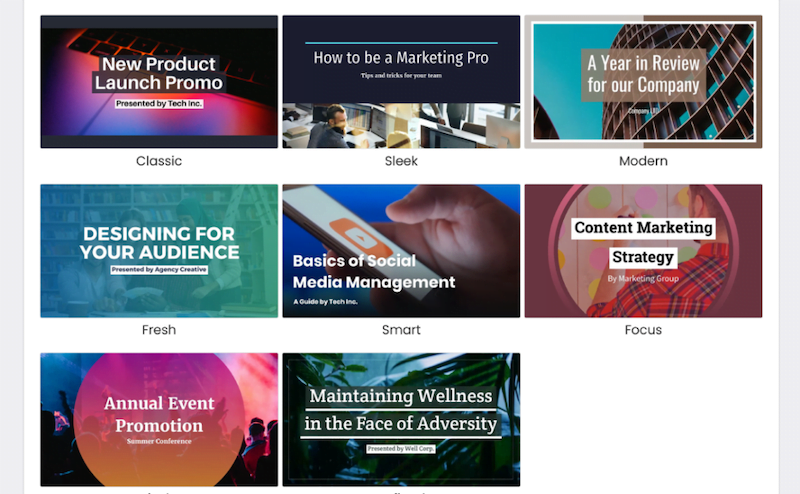 New Product
Launch Promo
Presented by Tech Inc.
How to be a Marketing Pro
Tips and tricks for your team
A Year in Review
for our Company
Company LTD
Classic
Sleek
Modern
DESIGNING FOR
YOUR AUDIENCE
Presented by Agency Creative
Basics of Social
Media Management
A Guide by Tech Inc.
Content Marketing
Strategy
By Marketing Group
Fresh
Smart
Focus
Annual Event
Promotion
Summer Conference
Maintaining Wellness
in the Face of Adversity
Presented by Well Corp.